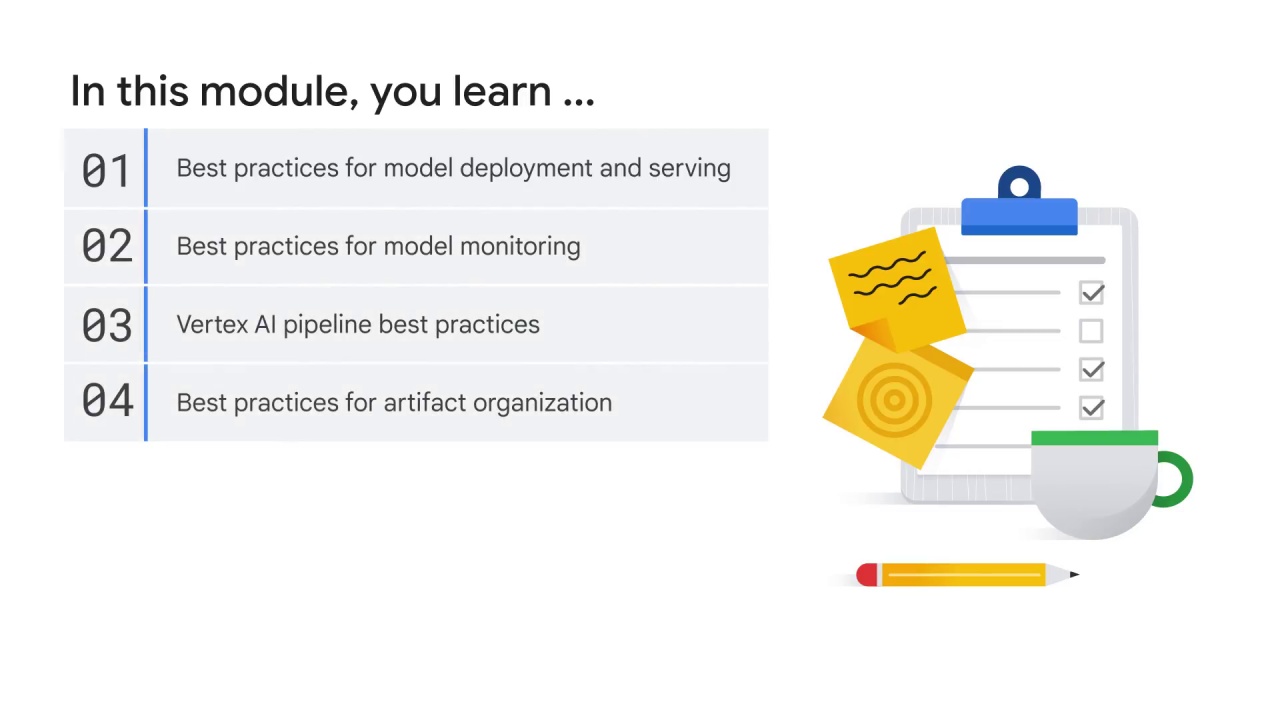 In this module, you learn ...
01 Best practices for model deployment and serving
02 Best practices for model monitoring
03 Vertex AI pipeline best practices
04 Best practices for artifact organization